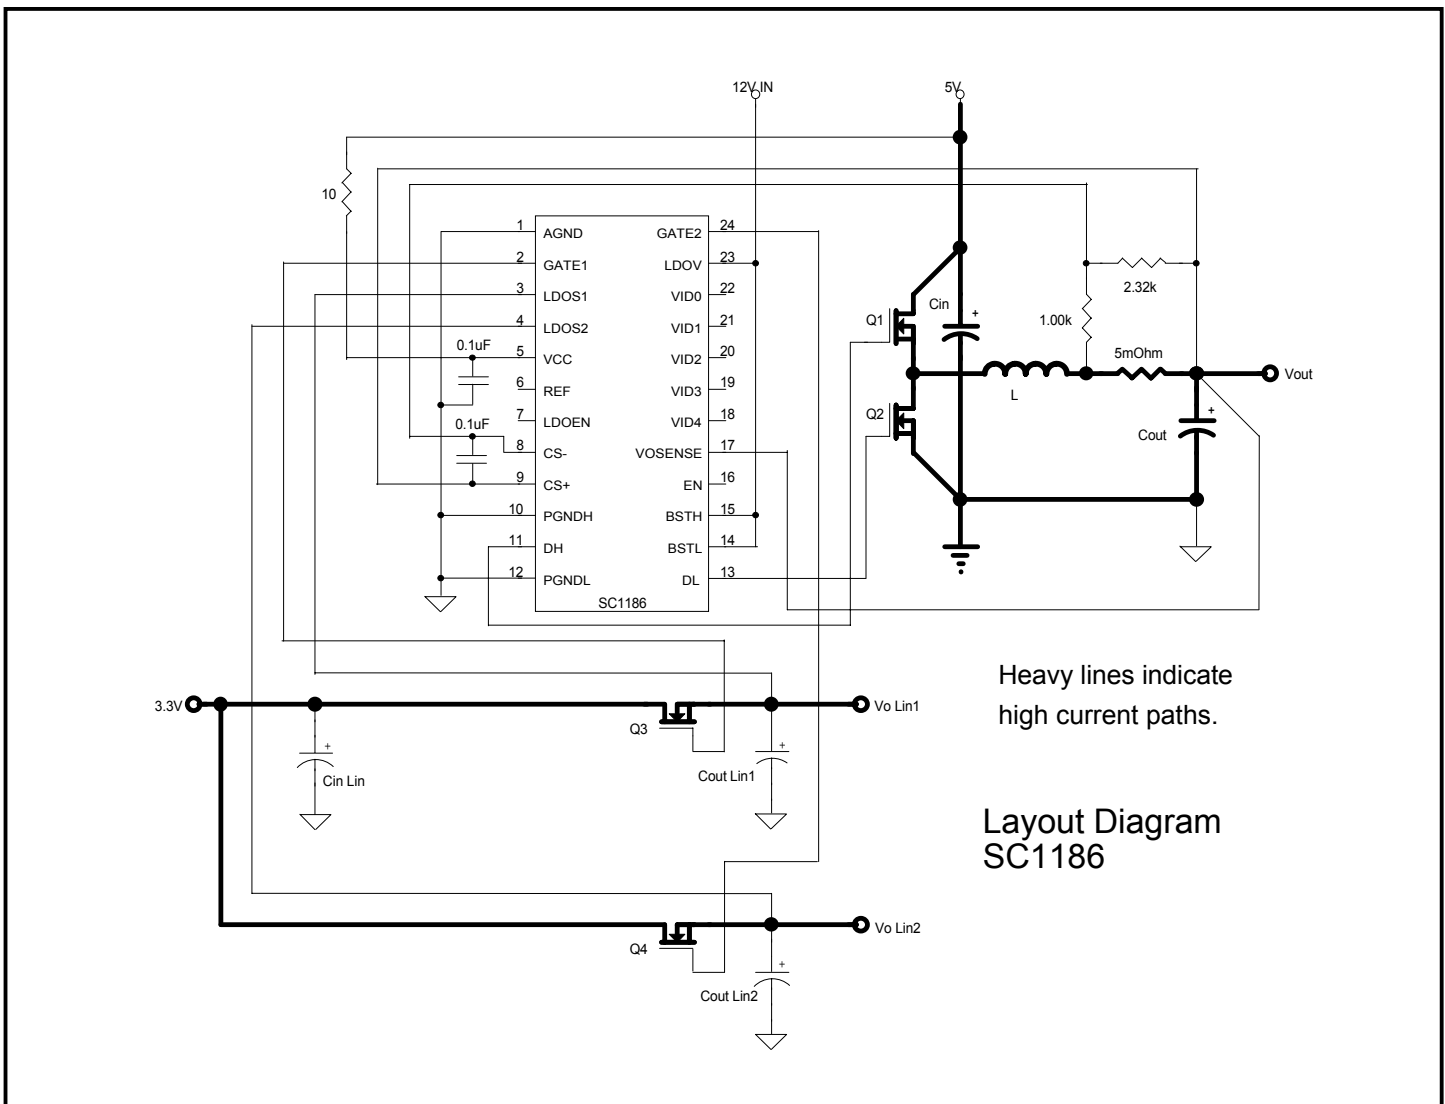 12V IN
5V
10
1 AGND GATE2 24
2 GATE1 LDOV 23
3 LDOS1 VID0 22
4 LDOS2 VID1 21
0.1uF
5 VCC VID2 20
6 REF VID3 19
7 LDOEN VID4 18
0.1uF
8 CS- VOSENSE 17
9 CS+ EN 16
10 PGNDH BSTH 15
11 DH BSTL 14
12 PGNDL DL 13
SC1186
Q1
Cin
+
2.32k
1.00k
5mOhm
L
Vout
Q2
Cout
+
Heavy lines indicate
high current paths.
3.3V
Q3
Vo Lin1
+
Cin Lin
+
Cout Lin1
Layout Diagram
SC1186
Q4
Vo Lin2
+
Cout Lin2